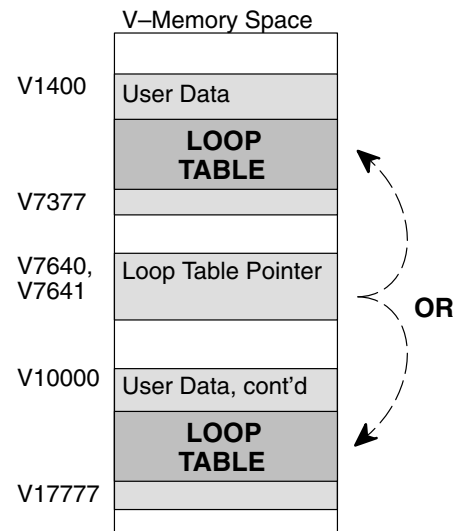 V–Memory Space
V1400
User Data
LOOP
TABLE
V7377
V7640,
V7641
Loop Table Pointer
OR
V10000
User Data, cont’d
LOOP
TABLE
V17777